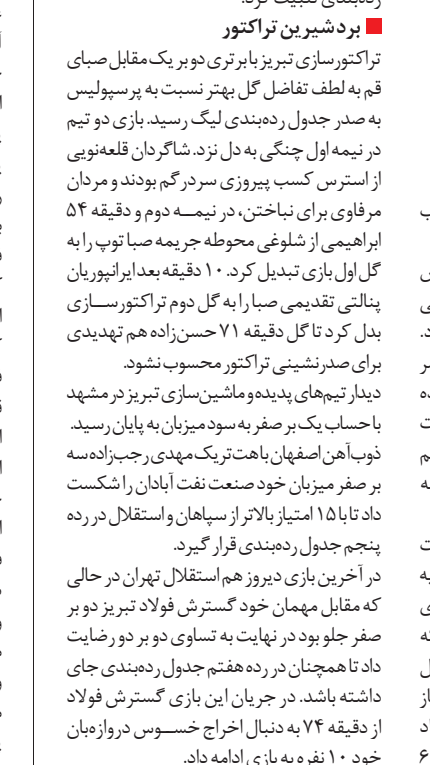 رده‌بندی تثبیت کرد.
برد شیرین تراکتور
تراکتورسازی تبریز با برتری دو بر یک مقابل صبای
قم به لطف تفاضل گل بهتر نسبت به پرسپولیس
به صدر جدول رده‌بندی لیگ رسید. بازی دو تیم
در نیمه اول چنگی به دل نزد. شاگردان قلعه‌نویی
از استرس کسب پیروزی سردرگم بودند و مردان
مرفاوی برای نباختن، در نیمه دوم و دقیقه ۵۴
ابراهیمی از شلوغی محوطه جریمه صبا توپ را به
گل اول بازی تبدیل کرد. ۱۰ دقیقه بعد ایرانپوریان
پنالتی تقدیمی صبا را به گل دوم تراکتورسازی
بدل کرد تا گل دقیقه ۷۱ حسن‌زاده هم تهدیدی
برای صدرنشینی تراکتور محسوب نشود.
دیدار تیم‌های پدیده و ماشین‌سازی تبریز در مشهد
با حساب یک بر صفر به سود میزبان به پایان رسید.
ذوب‌آهن اصفهان با هت‌تریک مهدی رجب‌زاده سه
بر صفر میزبان خود صنعت نفت آبادان را شکست
داد تا با ۱۵ امتیاز بالاتر از سپاهان و استقلال در رده
پنجم جدول رده‌بندی قرار گیرد.
در آخرین بازی دیروز هم استقلال تهران در حالی
که مقابل مهمان خود گسترش فولاد تبریز دو بر
صفر جلو بود در نهایت به تساوی دو بر دو رضایت
داد تا همچنان در رده هفتم جدول رده‌بندی جای
داشته باشد. در جریان این بازی گسترش فولاد
از دقیقه ۷۴ به دنبال اخراج خسوس دروازه‌بان
خود ۱۰ نفره به بازی ادامه داد.